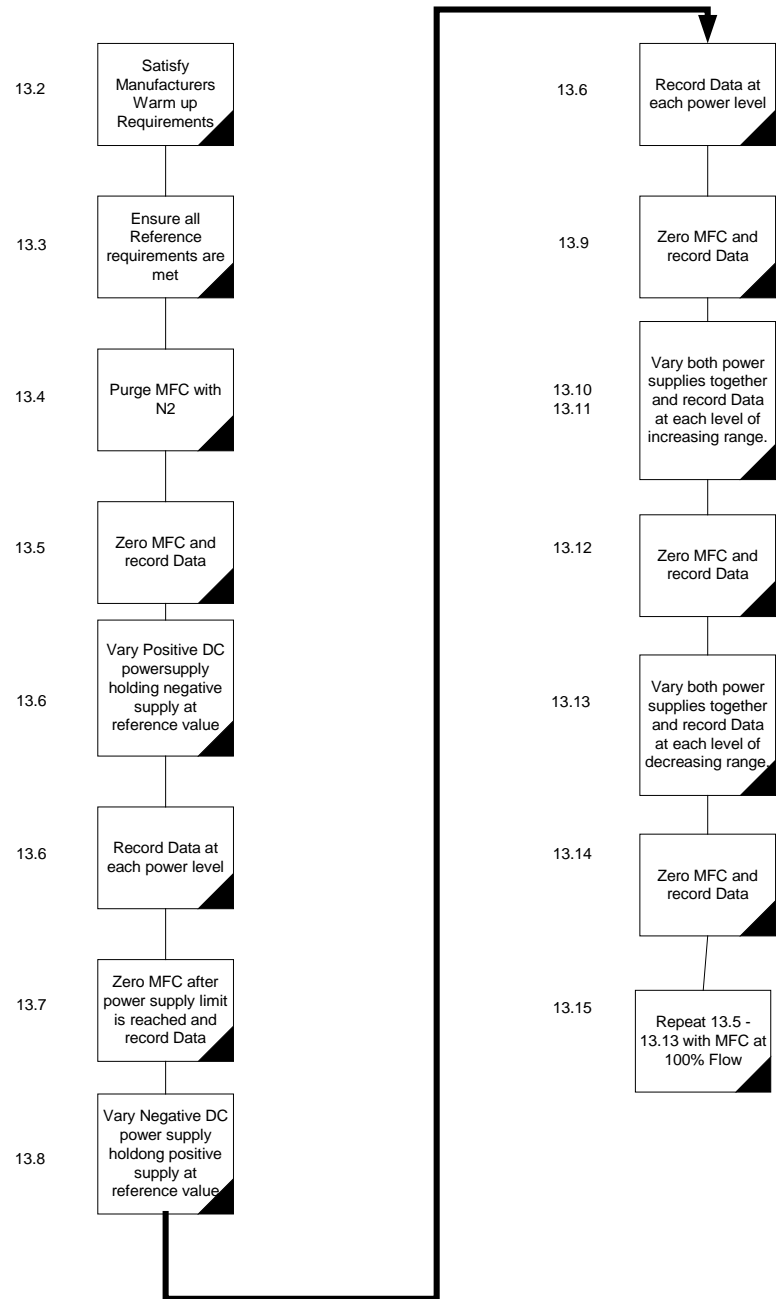 13.2
Satisfy
Manufacturers
Warm up
Requirements
13.3
Ensure all
Reference
requirements are
met
13.4
Purge MFC with
N2
13.5
Zero MFC and
record Data
13.6
Vary Positive DC
powersupply
holding negative
supply at
reference value
13.6
Record Data at
each power level
13.7
Zero MFC after
power supply limit
is reached and
record Data
13.8
Vary Negative DC
power supply
holdong positive
supply at
reference value
13.6
Record Data at
each power level
13.9
Zero MFC and
record Data
13.10
13.11
Vary both power
supplies together
and record Data
at each level of
increasing range.
13.12
Zero MFC and
record Data
13.13
Vary both power
supplies together
and record Data
at each level of
decreasing range.
13.14
Zero MFC and
record Data
13.15
Repeat 13.5 -
13.13 with MFC at
100% Flow